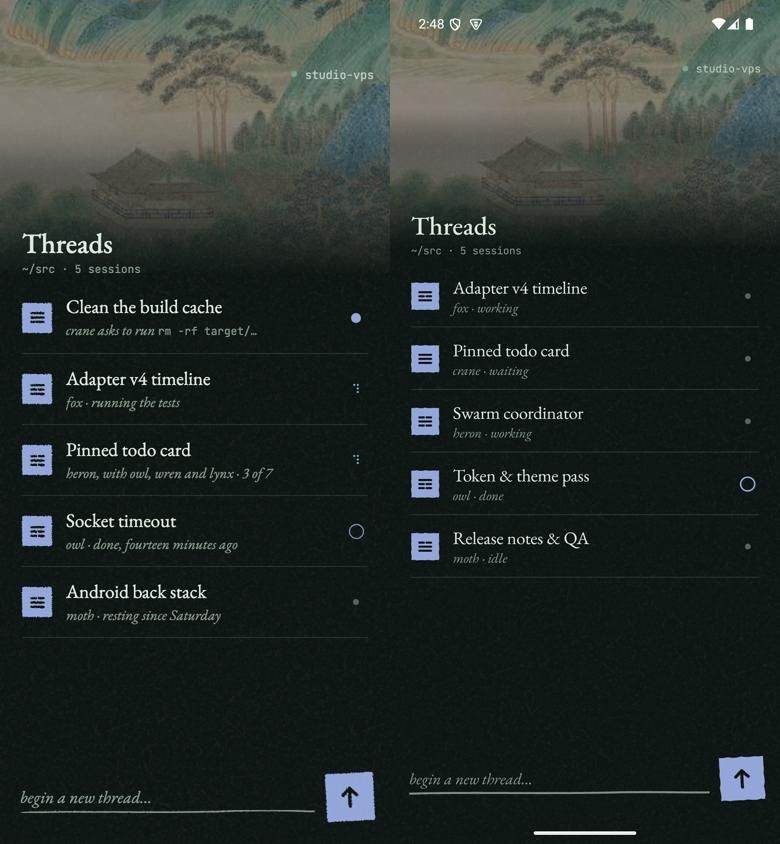 studio-vps
Threads
~/src · 5 sessions
Clean the build cache
crane asks to run rm -rf target/…
Adapter v4 timeline
fox · running the tests
Pinned todo card
heron, with owl, wren and lynx · 3 of 7
Socket timeout
owl · done, fourteen minutes ago
Android back stack
moth · resting since Saturday
begin a new thread...
2:48
studio-vps
Threads
~/src · 5 sessions
Adapter v4 timeline
fox · working
Pinned todo card
crane · waiting
Swarm coordinator
heron · working
Token & theme pass
owl · done
Release notes & QA
moth · idle
begin a new thread...